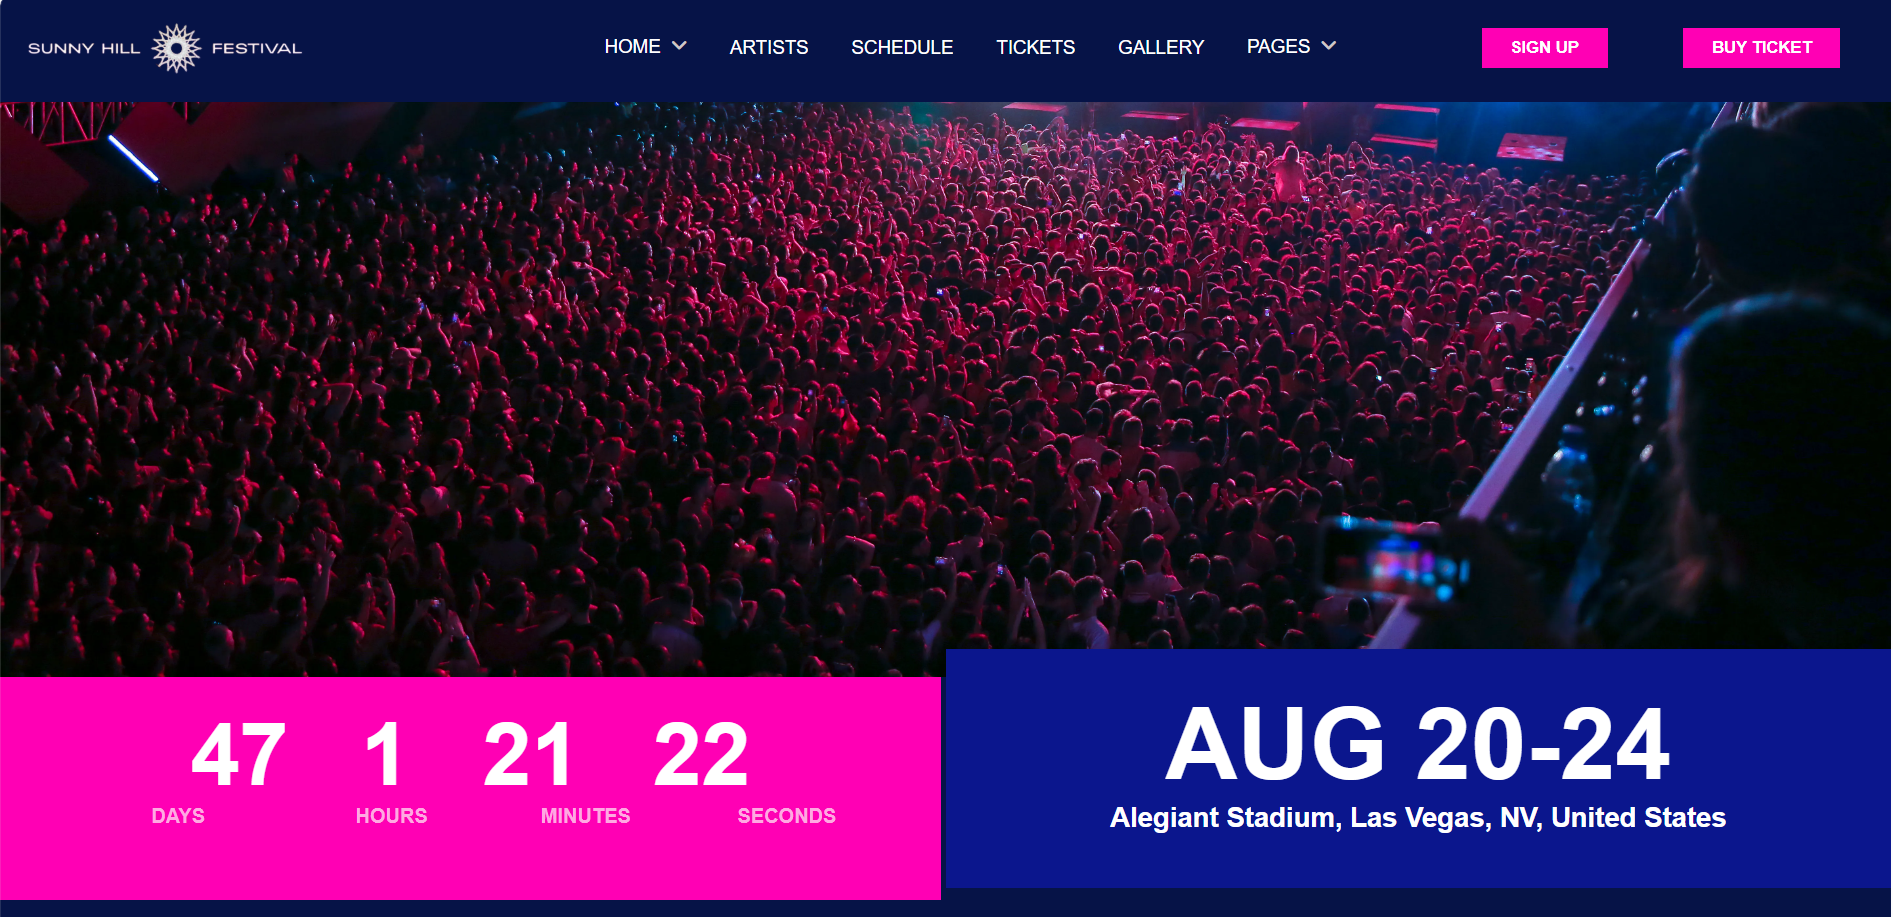 SUNNY HILL FESTIVAL
HOME ARTISTS SCHEDULE TICKETS GALLERY PAGES
SIGN UP
BUY TICKET
47 1 21 22
DAYS HOURS MINUTES SECONDS
AUG 20-24
Alegiant Stadium, Las Vegas, NV, United States